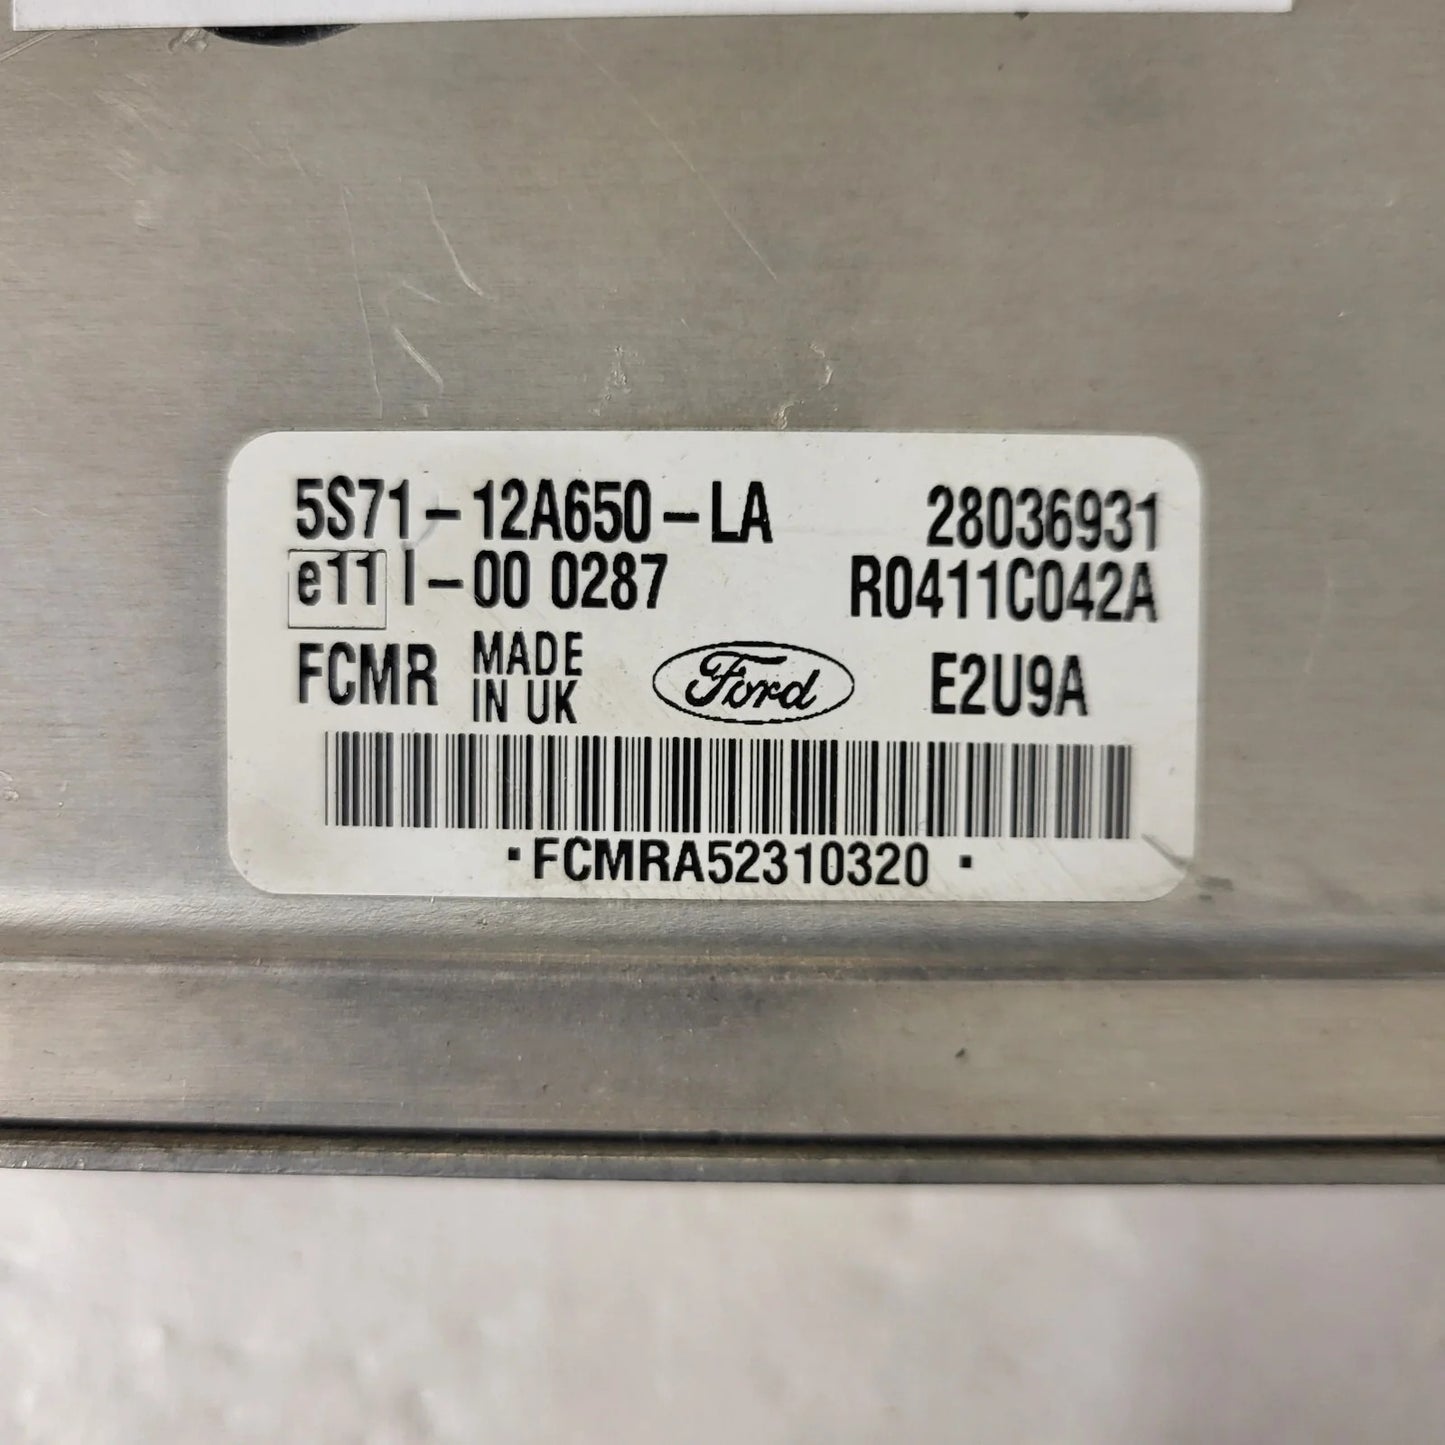 5S71-12A650-LA 28036931
e11 I-00 0287 R0411C042A
FCMR MADE IN UK Ford E2U9A
·FCMRA52310320 ·